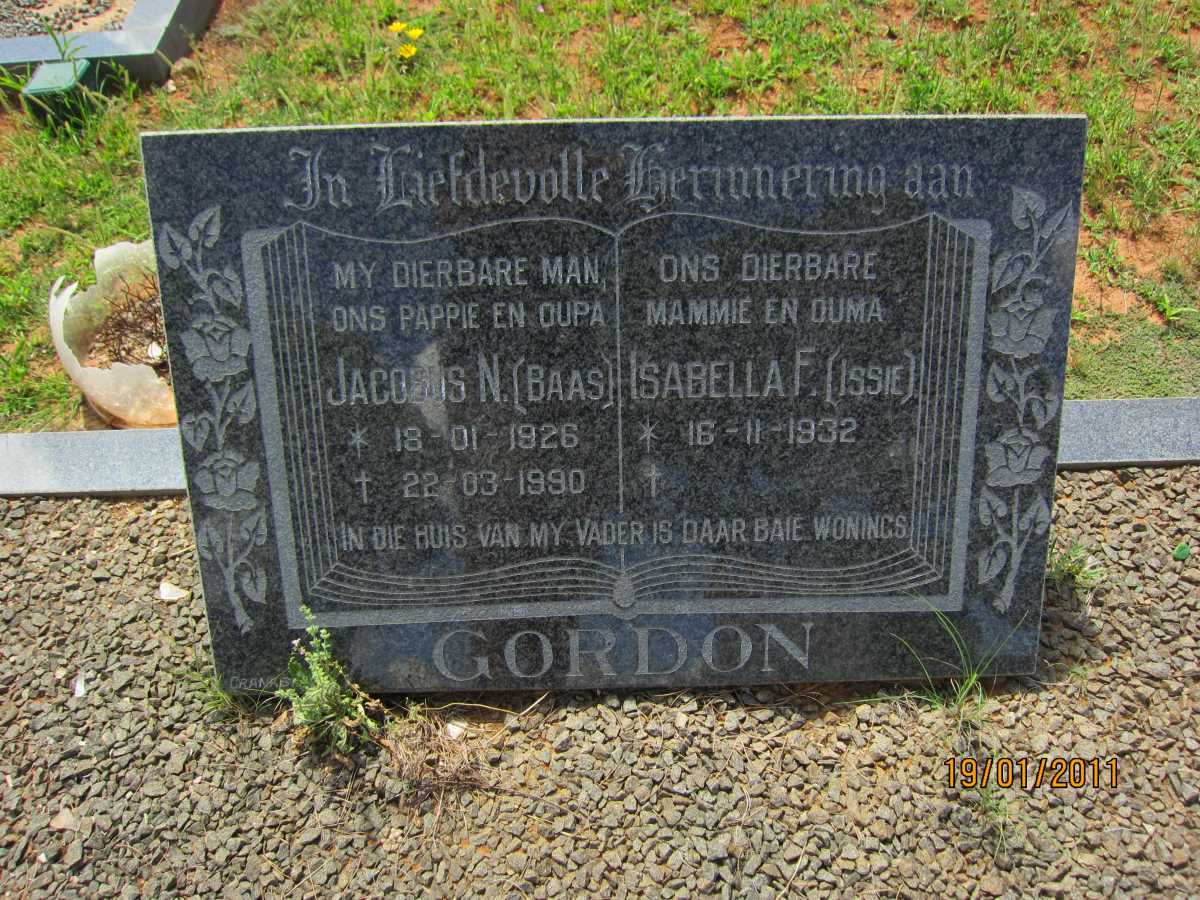 In Liefdevolle Herinnering aan
MY DIERBARE MAN,
ONS PAPPIE EN OUPA
JACOBUS N. (BAAS)
* 18-01-1926
† 22-03-1990
ONS DIERBARE
MAMMIE EN OUMA
ISABELLA F. (ISSIE)
* 16-11-1932
†
IN DIE HUIS VAN MY VADER IS DAAR BAIE WONINGS
GORDON
19/01/2011